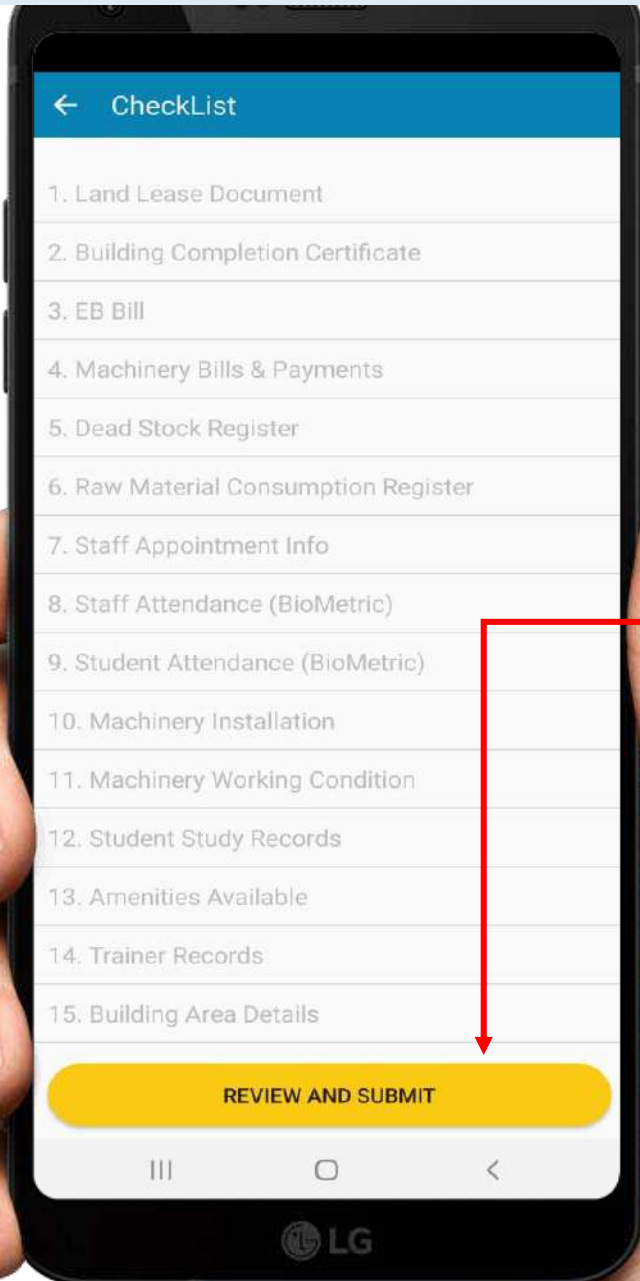 ← CheckList
1. Land Lease Document
2. Building Completion Certificate
3. EB Bill
4. Machinery Bills & Payments
5. Dead Stock Register
6. Raw Material Consumption Register
7. Staff Appointment Info
8. Staff Attendance (BioMetric)
9. Student Attendance (BioMetric)
10. Machinery Installation
11. Machinery Working Condition
12. Student Study Records
13. Amenities Available
14. Trainer Records
15. Building Area Details
REVIEW AND SUBMIT
LG